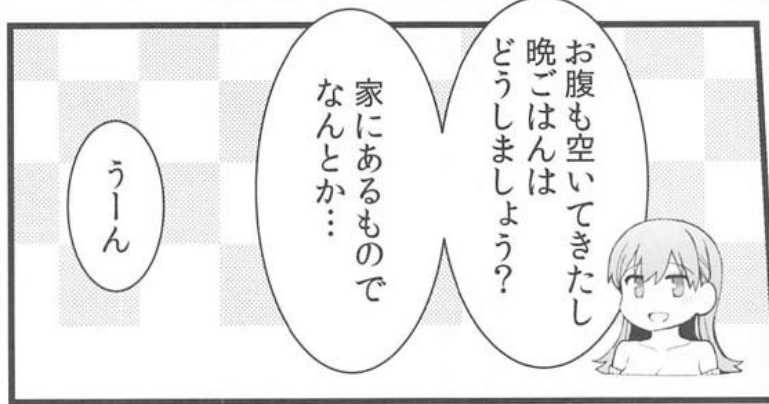 お腹も空いてきたし
晩ごはんは
どうしましょう?
家にあるもので
なんとか…
うーん